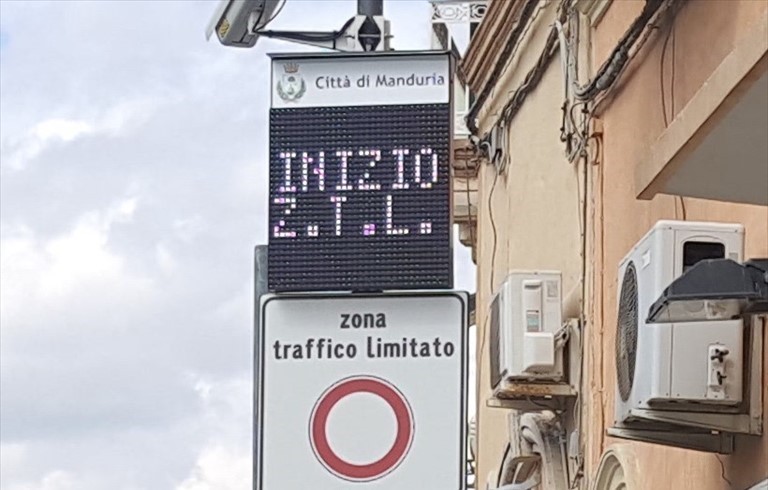 Città di Manduria
INIZIO
Z.T.L.
zona
traffico limitato